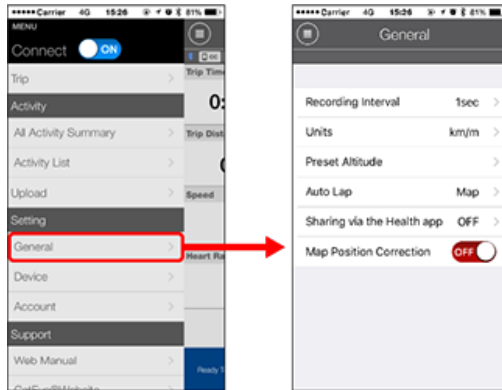 Carrier 4G 15:26 81%
MENU
Connect ON
Trip
Activity
All Activity Summary
Activity List
Upload
Setting
General
Device
Account
Support
Web Manual
Trip Time
0:
Trip Dist
Speed
Heart Ra
Ready
Carrier 4G 15:26 81%
General
Recording Interval 1sec
Units km/m
Preset Altitude
Auto Lap Map
Sharing via the Health app OFF
Map Position Correction OFF